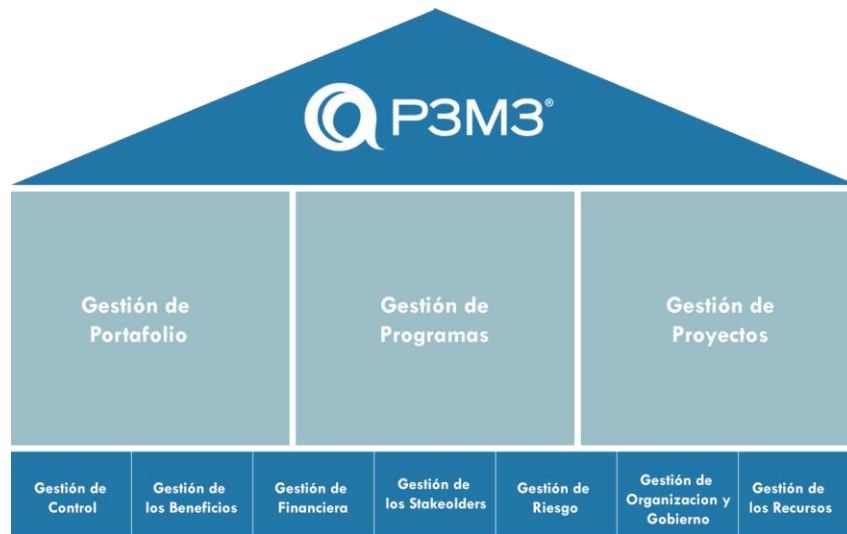 P3M3®
Gestión de
Portafolio
Gestión de
Programas
Gestión de
Proyectos
Gestión de
Control
Gestión de
los Beneficios
Gestión de
Financiera
Gestión de
los Stakeolders
Gestión de
Riesgo
Gestión de
Organizacion y
Gobierno
Gestión de
los Recursos